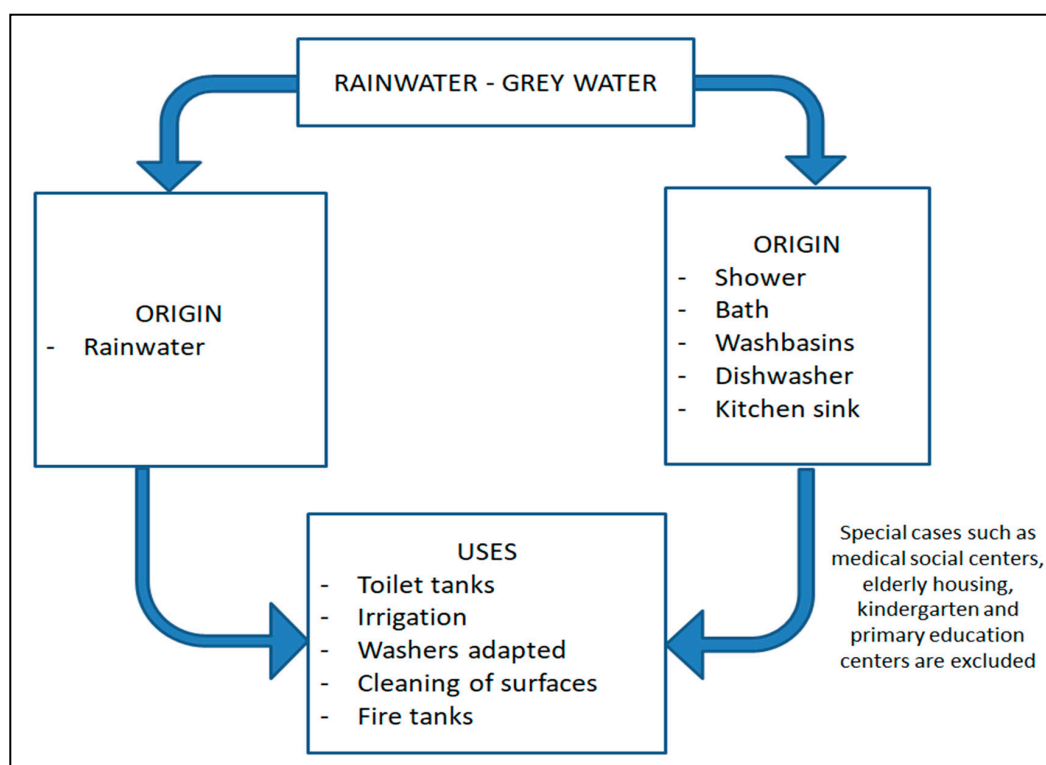 RAINWATER - GREY WATER
ORIGIN
- Rainwater
ORIGIN
- Shower
- Bath
- Washbasins
- Dishwasher
- Kitchen sink
USES
- Toilet tanks
- Irrigation
- Washers adapted
- Cleaning of surfaces
- Fire tanks
Special cases such as
medical social centers,
elderly housing,
kindergarten and
primary education
centers are excluded